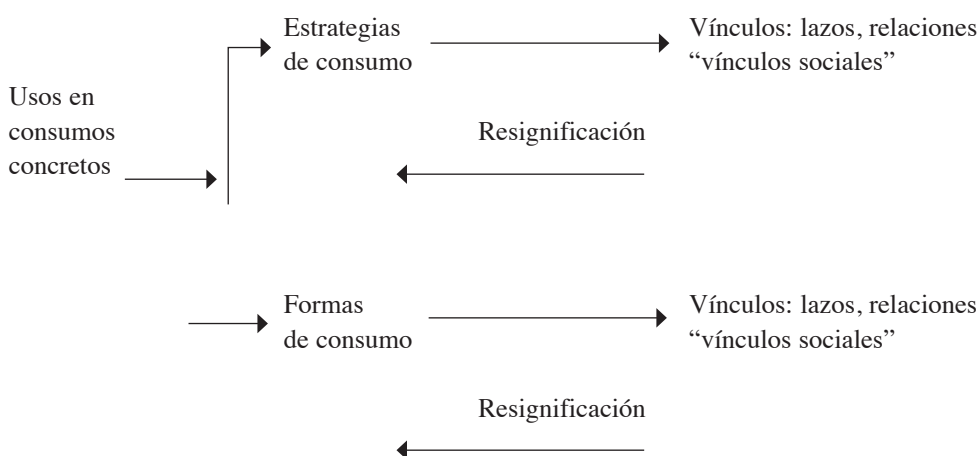 Usos en
consumos
concretos
Estrategias
de consumo
Vínculos: lazos, relaciones
“vínculos sociales”
Resignificación
Formas
de consumo
Vínculos: lazos, relaciones
“vínculos sociales”
Resignificación